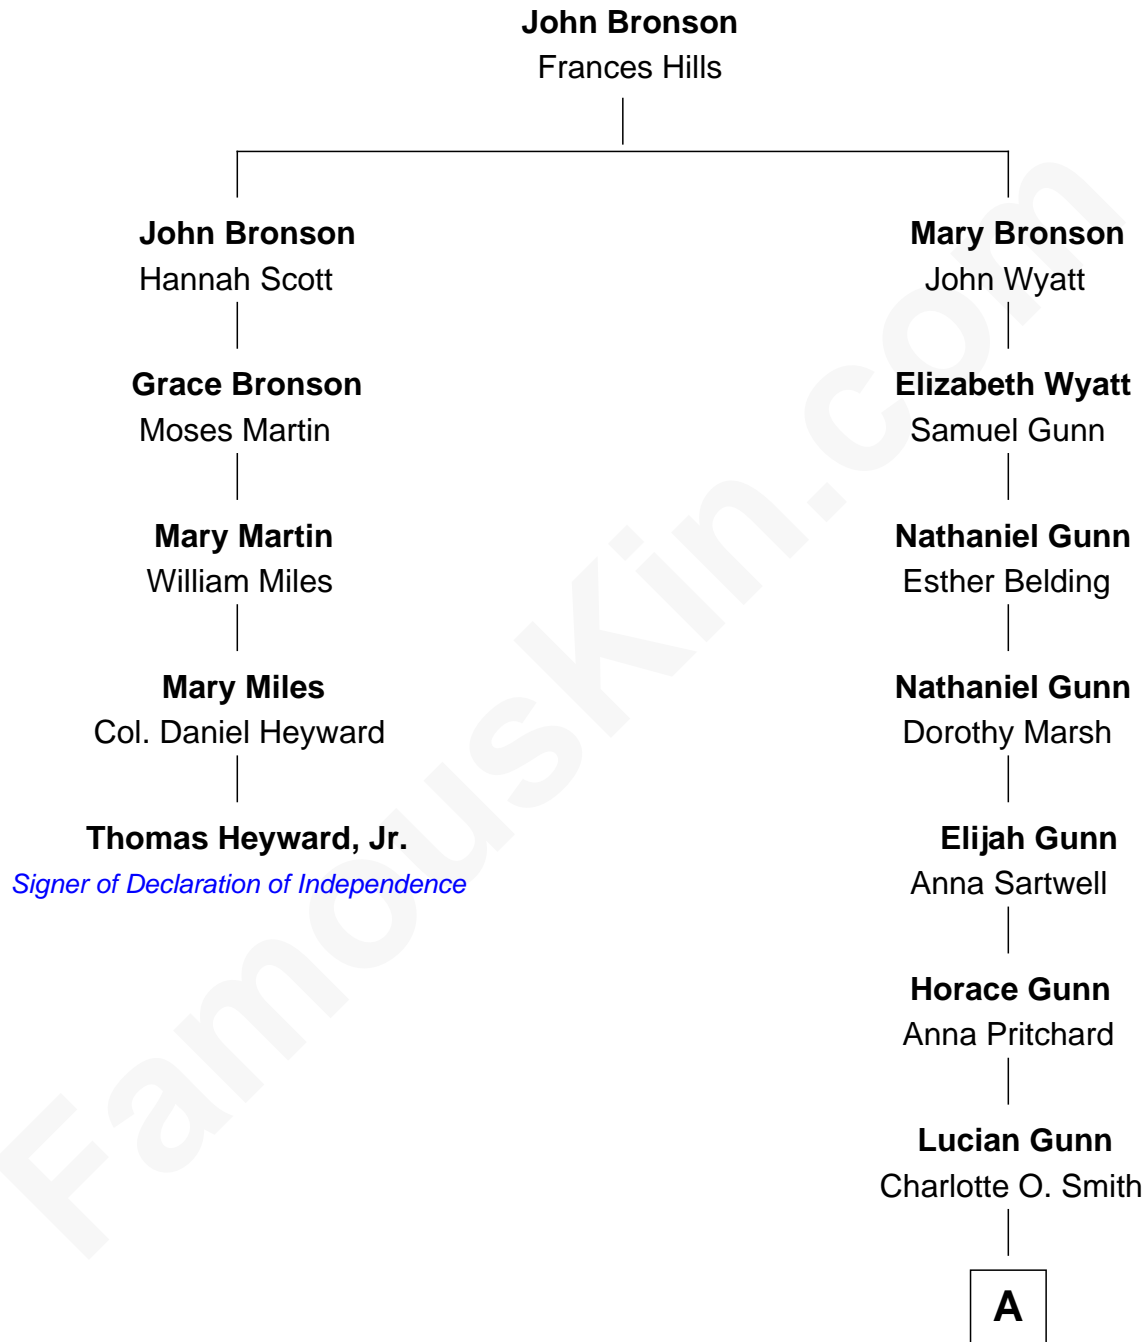 John Bronson
Frances Hills
John Bronson
Hannah Scott
Grace Bronson
Moses Martin
Mary Martin
William Miles
Mary Miles
Col. Daniel Heyward
Thomas Heyward, Jr.
Signer of Declaration of Independence
Mary Bronson
John Wyatt
Elizabeth Wyatt
Samuel Gunn
Nathaniel Gunn
Esther Belding
Nathaniel Gunn
Dorothy Marsh
Elijah Gunn
Anna Sartwell
Horace Gunn
Anna Pritchard
Lucian Gunn
Charlotte O. Smith
A
FamousKin.com